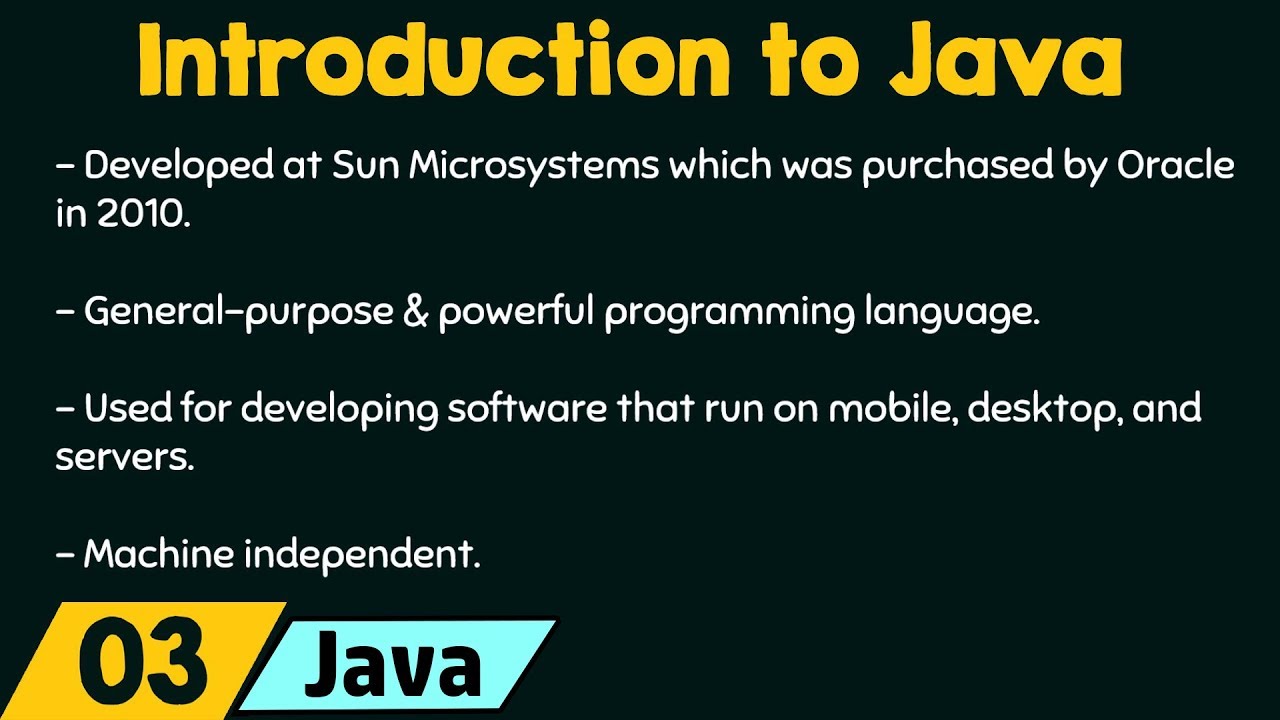 Introduction to Java
- Developed at Sun Microsystems which was purchased by Oracle
in 2010.
- General-purpose & powerful programming language.
- Used for developing software that run on mobile, desktop, and
servers.
- Machine independent.
03 Java